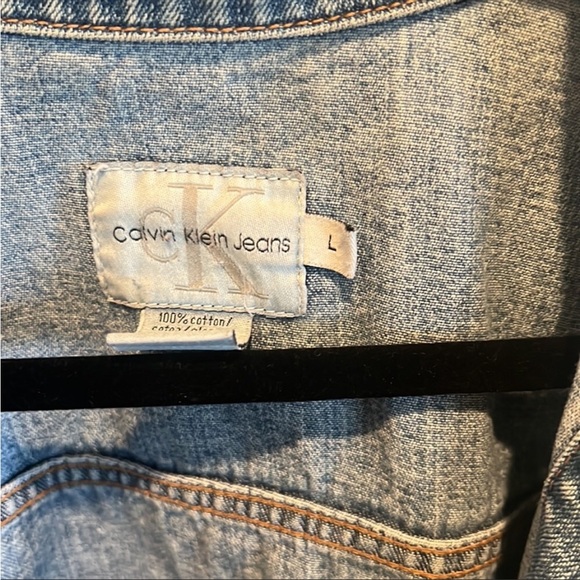 cK
Calvin Klein Jeans
L
100% cotton/